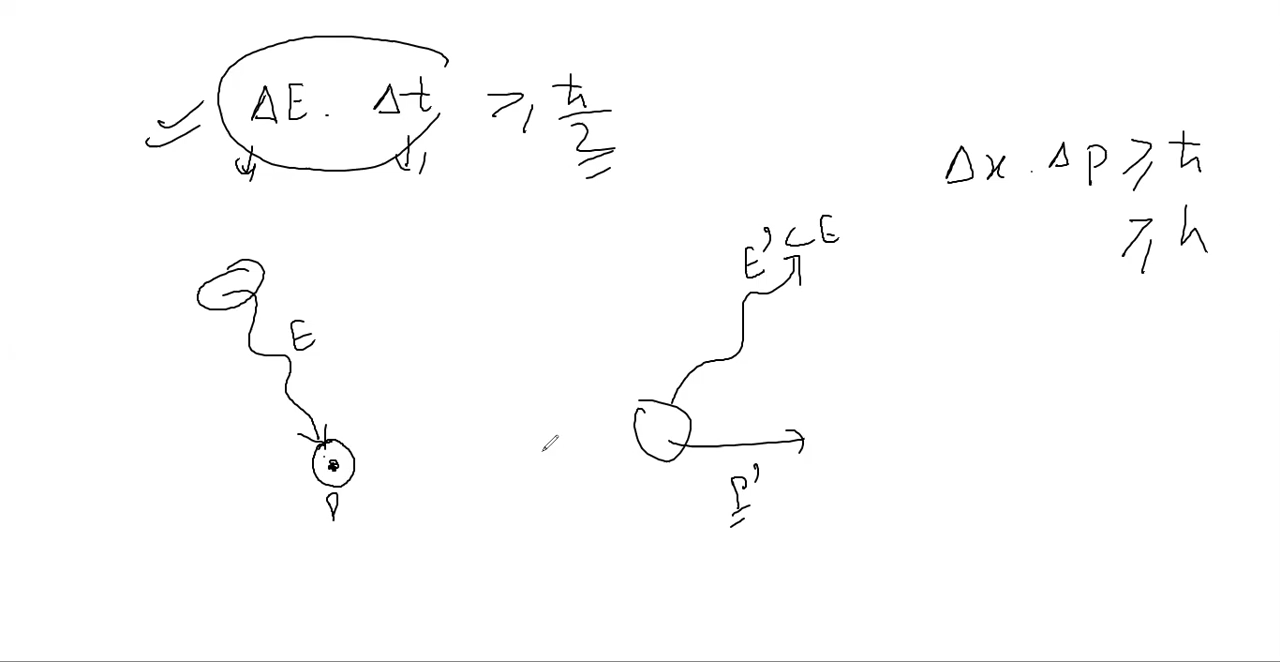 ΔE . Δt ≥ ħ/2
Δx . Δp ≥ ħ
≥ h
E' < E
E
p
p'